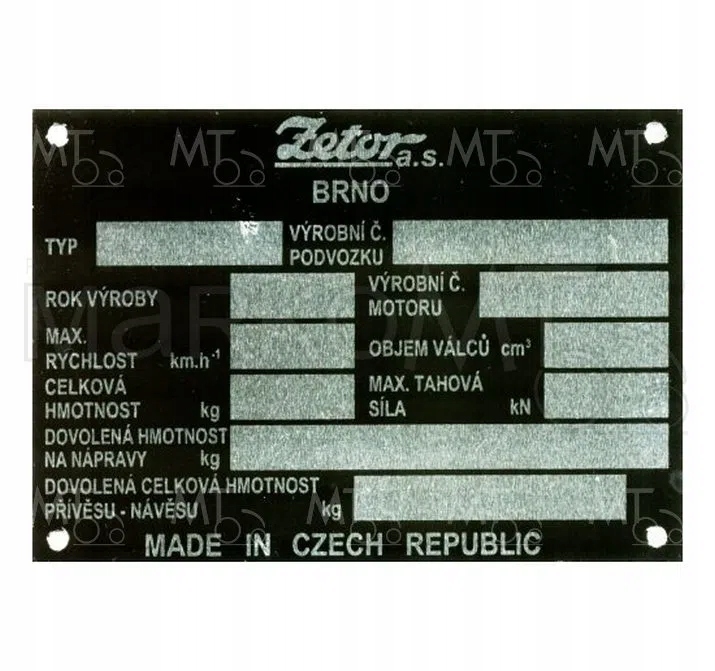 Zetor a.s.
BRNO
TYP
VÝROBNÍ Č.
PODVOZKU
ROK VÝROBY
VÝROBNÍ Č.
MOTORU
MAX.
RYCHLOST km.h⁻¹
OBJEM VÁLCŮ cm³
CELKOVÁ
HMOTNOST kg
MAX. TAHOVÁ
SÍLA kN
DOVOLENÁ HMOTNOST
NA NÁPRAVY kg
DOVOLENÁ CELKOVÁ HMOTNOST
PŘÍVĚSU - NÁVĚSU kg
MADE IN CZECH REPUBLIC